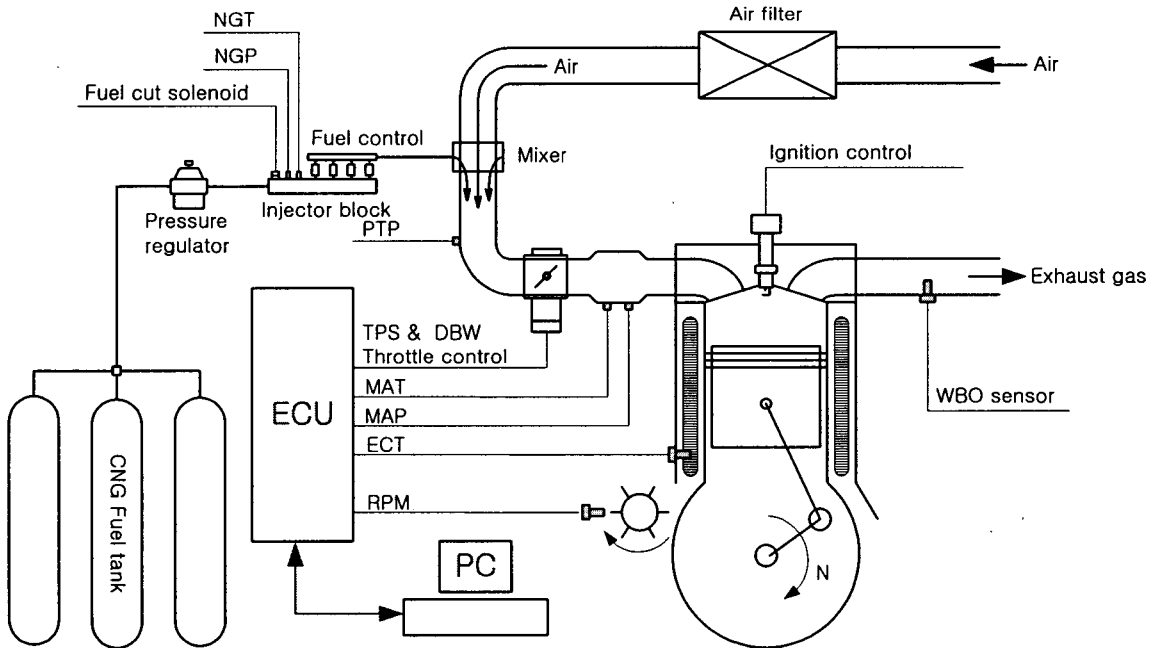 NGT
Air filter
NGP
Air
Air
Fuel cut solenoid
Fuel control
Mixer
Ignition control
Pressure
regulator
Injector block
PTP
Exhaust gas
TPS & DBW
Throttle control
MAT
MAP
ECT
RPM
ECU
WBO sensor
CNG Fuel tank
PC
N